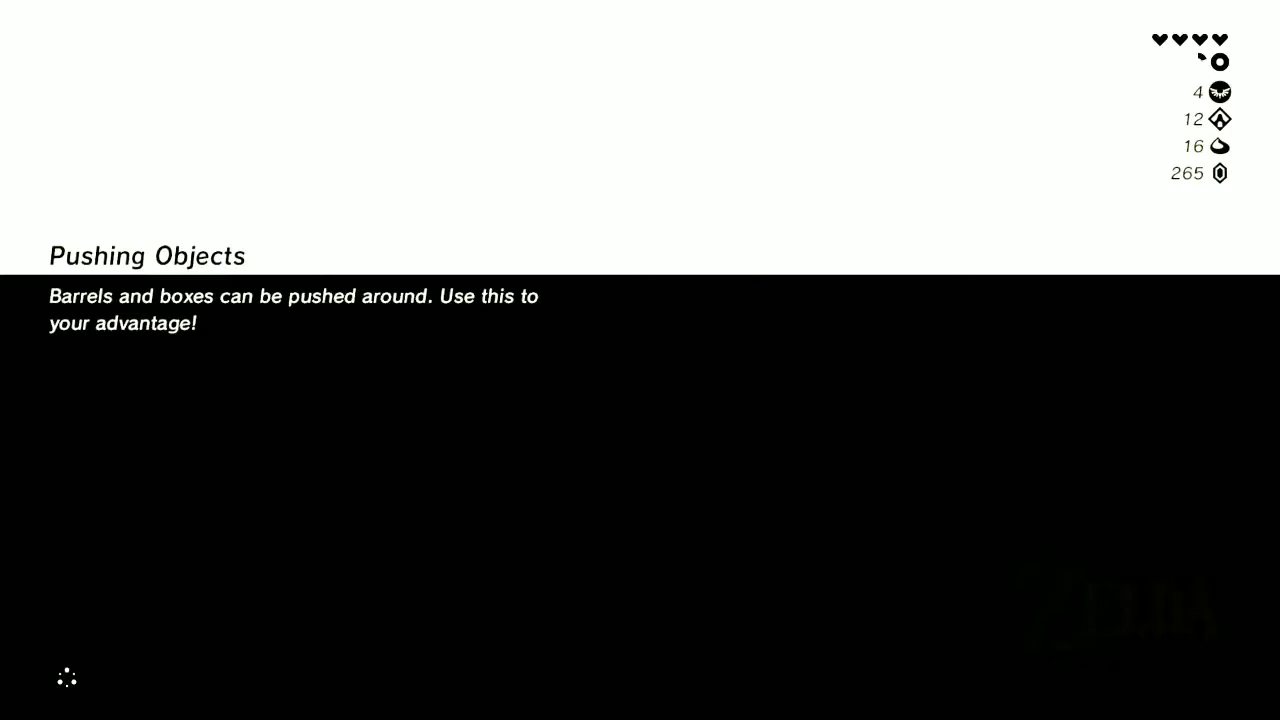 4
12
16
265
Pushing Objects
Barrels and boxes can be pushed around. Use this to
your advantage!